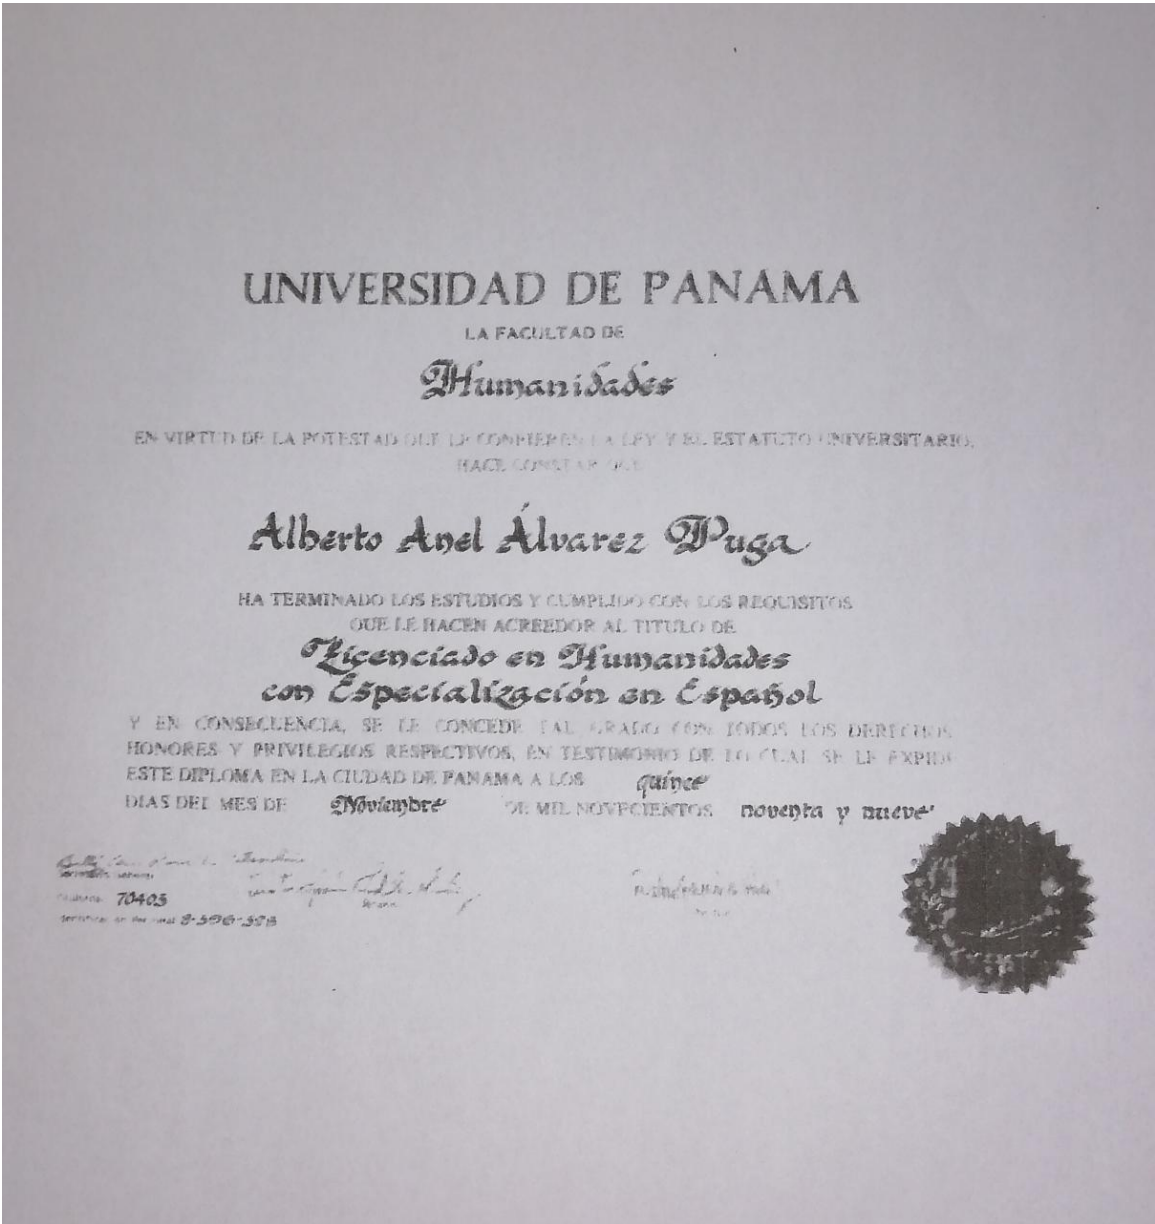 UNIVERSIDAD DE PANAMA
LA FACULTAD DE
Humanidades
EN VIRTUD DE LA POTESTAD QUE LE CONFIEREN LA LEY Y EL ESTATUTO UNIVERSITARIO,
HACE CONSTAR QUE
Alberto Anel Álvarez Puga
HA TERMINADO LOS ESTUDIOS Y CUMPLIDO CON LOS REQUISITOS
QUE LE HACEN ACREEDOR AL TITULO DE
Licenciado en Humanidades
con Especialización en Español
Y EN CONSECUENCIA, SE LE CONCEDE TAL GRADO CON TODOS LOS DERECHOS,
HONORES Y PRIVILEGIOS RESPECTIVOS, EN TESTIMONIO DE LO CUAL SE LE EXPIDE
ESTE DIPLOMA EN LA CIUDAD DE PANAMA A LOS quince
DIAS DEL MES DE Noviembre DE MIL NOVECIENTOS noventa y nueve
70405